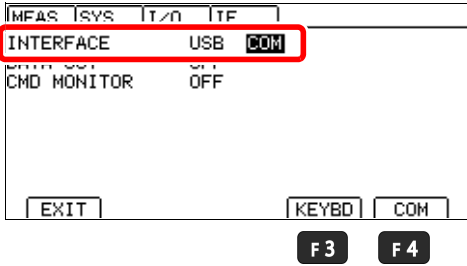 MEAS SYS I/O IF
INTERFACE USB COM
CMD MONITOR OFF
EXIT KEYBD COM
F3 F4